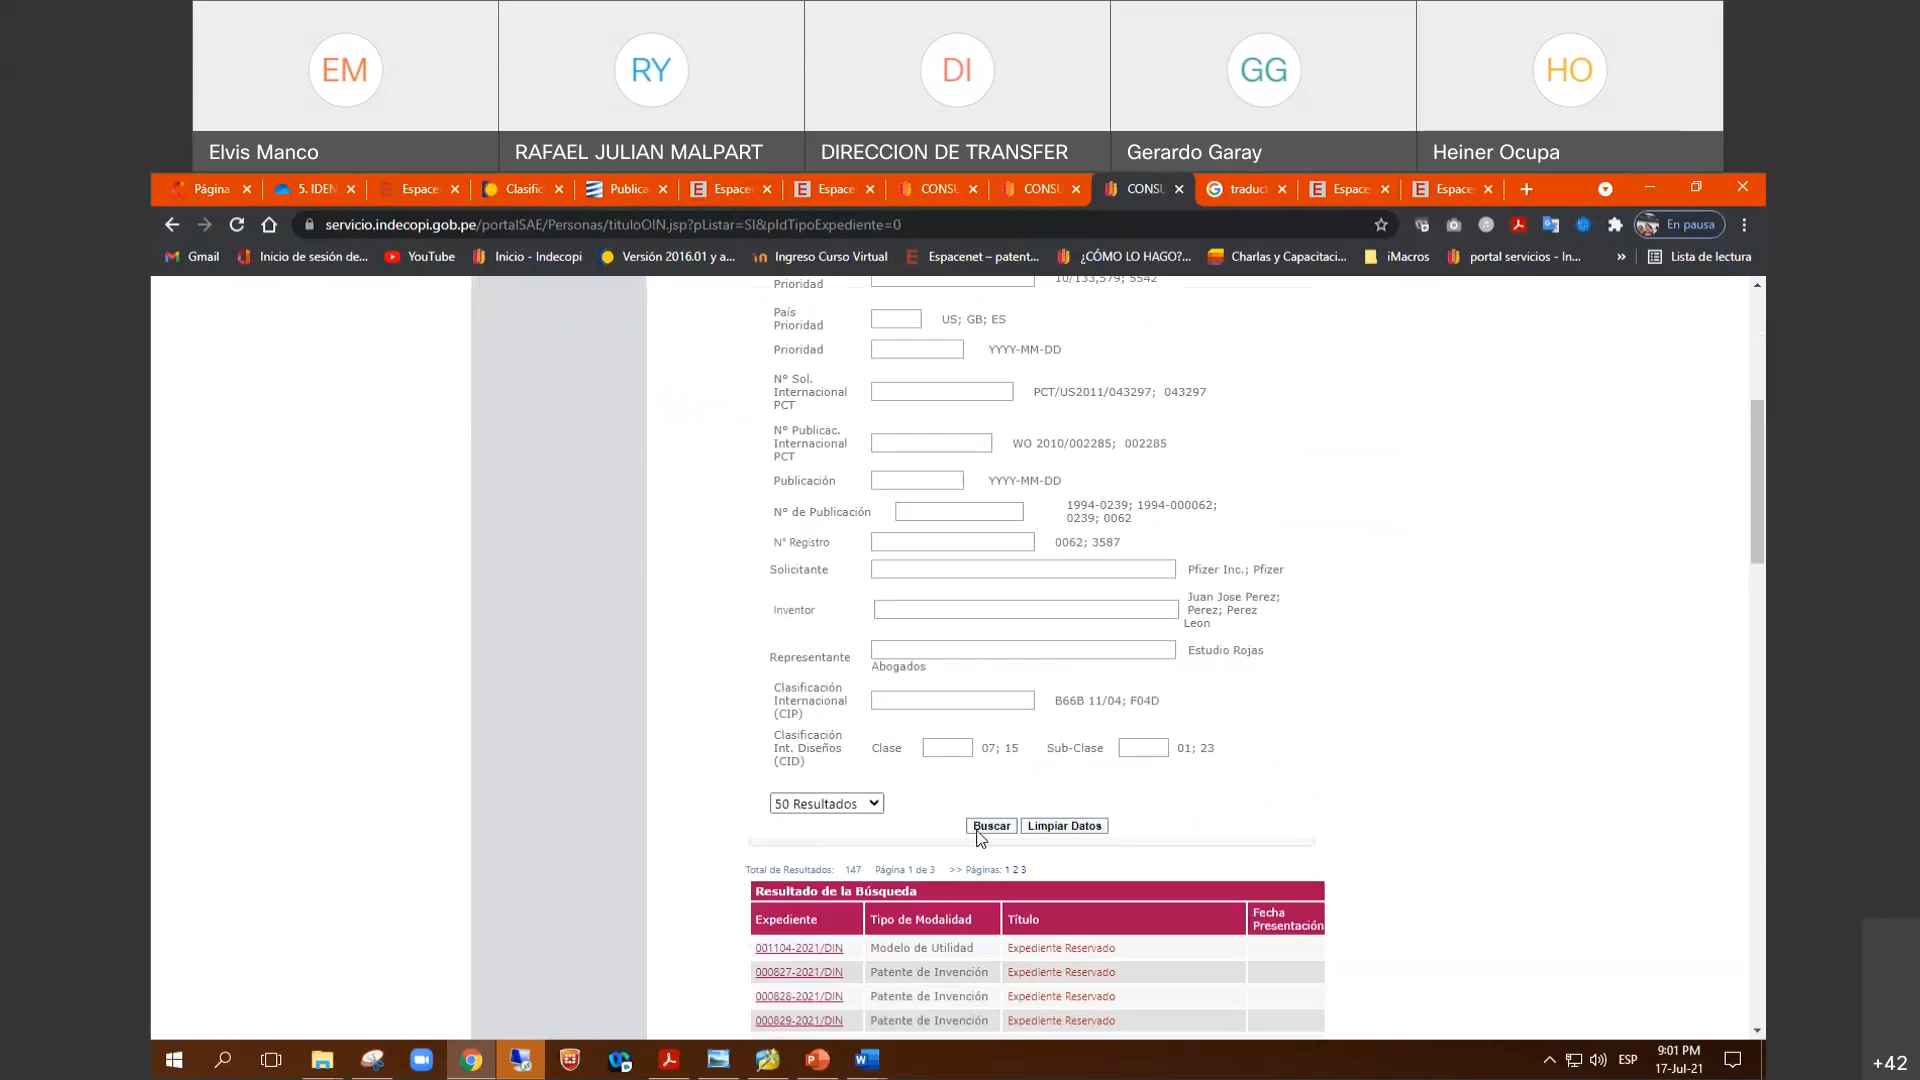 EM RY DI GG HO
Elvis Manco RAFAEL JULIAN MALPART DIRECCION DE TRANSFER Gerardo Garay Heiner Ocupa
Página 5. IDEN Espace Clasific Publica Espace Espace CONSU CONSU CONSU traduct Espace Espace
servicio.indecopi.gob.pe/portalSAE/Personas/tituloOIN.jsp?pListar=SI&pIdTipoExpediente=0 En pausa
Gmail Inicio de sesión de... YouTube Inicio - Indecopi Versión 2016.01 y a... Ingreso Curso Virtual Espacenet – patent... ¿CÓMO LO HAGO?... Charlas y Capacitaci... iMacros portal servicios - In... » Lista de lectura
Prioridad 10/133,579; 5542
País
Prioridad US; GB; ES
Prioridad YYYY-MM-DD
Nº Sol.
Internacional
PCT PCT/US2011/043297; 043297
Nº Publicac.
Internacional
PCT WO 2010/002285; 002285
Publicación YYYY-MM-DD
Nº de Publicación 1994-0239; 1994-000062;
0239; 0062
N° Registro 0062; 3587
Solicitante Pfizer Inc.; Pfizer
Inventor Juan Jose Perez;
Perez; Perez
Leon
Representante Estudio Rojas
Abogados
Clasificación
Internacional
(CIP) B66B 11/04; F04D
Clasificación
Int. Diseños
(CID) Clase 07; 15 Sub-Clase 01; 23
50 Resultados
Buscar Limpiar Datos
Total de Resultados: 147 Página 1 de 3 >> Páginas: 1 2 3
Resultado de la Búsqueda
Expediente Tipo de Modalidad Título Fecha
Presentación
001104-2021/DIN Modelo de Utilidad Expediente Reservado
000827-2021/DIN Patente de Invención Expediente Reservado
000828-2021/DIN Patente de Invención Expediente Reservado
000829-2021/DIN Patente de Invención Expediente Reservado
ESP 9:01 PM
17-Jul-21
+42